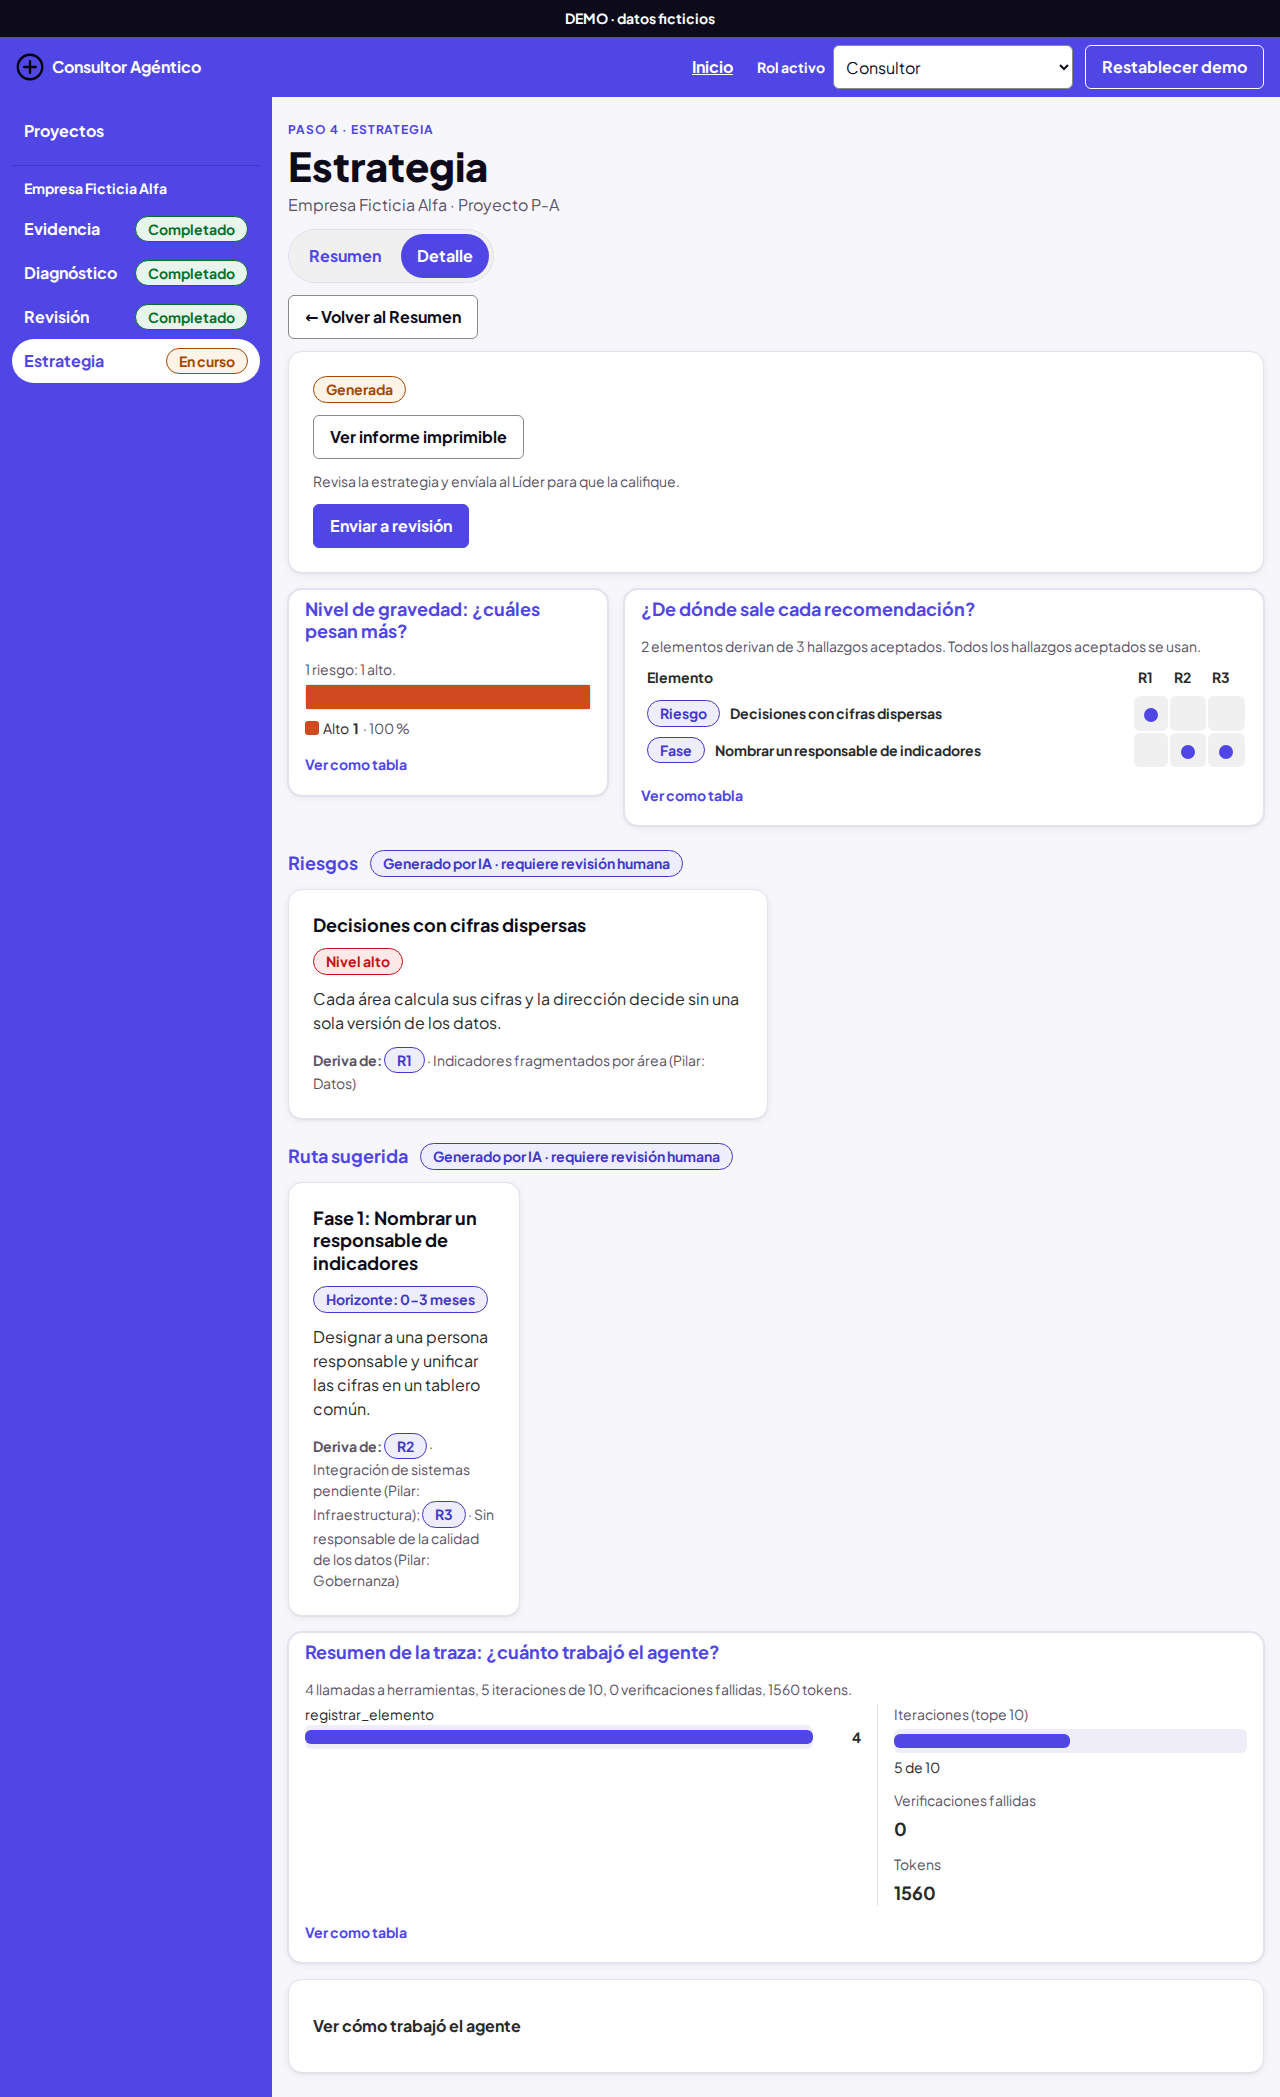 DEMO · datos ficticios
Consultor Agéntico
Inicio
Rol activo
Consultor
Restablecer demo
Proyectos
Empresa Ficticia Alfa
Evidencia
Completado
Diagnóstico
Completado
Revisión
Completado
Estrategia
En curso
PASO 4 · ESTRATEGIA
Estrategia
Empresa Ficticia Alfa · Proyecto P-A
Resumen
Detalle
← Volver al Resumen
Generada
Ver informe imprimible
Revisa la estrategia y envíala al Líder para que la califique.
Enviar a revisión
Nivel de gravedad: ¿cuáles
pesan más?
1 riesgo: 1 alto.
Alto 1 · 100 %
Ver como tabla
¿De dónde sale cada recomendación?
2 elementos derivan de 3 hallazgos aceptados. Todos los hallazgos aceptados se usan.
Elemento R1 R2 R3
Riesgo Decisiones con cifras dispersas
Fase Nombrar un responsable de indicadores
Ver como tabla
Riesgos
Generado por IA · requiere revisión humana
Decisiones con cifras dispersas
Nivel alto
Cada área calcula sus cifras y la dirección decide sin una
sola versión de los datos.
Deriva de: R1 · Indicadores fragmentados por área (Pilar:
Datos)
Ruta sugerida
Generado por IA · requiere revisión humana
Fase 1: Nombrar un
responsable de
indicadores
Horizonte: 0–3 meses
Designar a una persona
responsable y unificar
las cifras en un tablero
común.
Deriva de: R2 ·
Integración de sistemas
pendiente (Pilar:
Infraestructura); R3 · Sin
responsable de la calidad
de los datos (Pilar:
Gobernanza)
Resumen de la traza: ¿cuánto trabajó el agente?
4 llamadas a herramientas, 5 iteraciones de 10, 0 verificaciones fallidas, 1560 tokens.
registrar_elemento
4
Iteraciones (tope 10)
5 de 10
Verificaciones fallidas
0
Tokens
1560
Ver como tabla
Ver cómo trabajó el agente